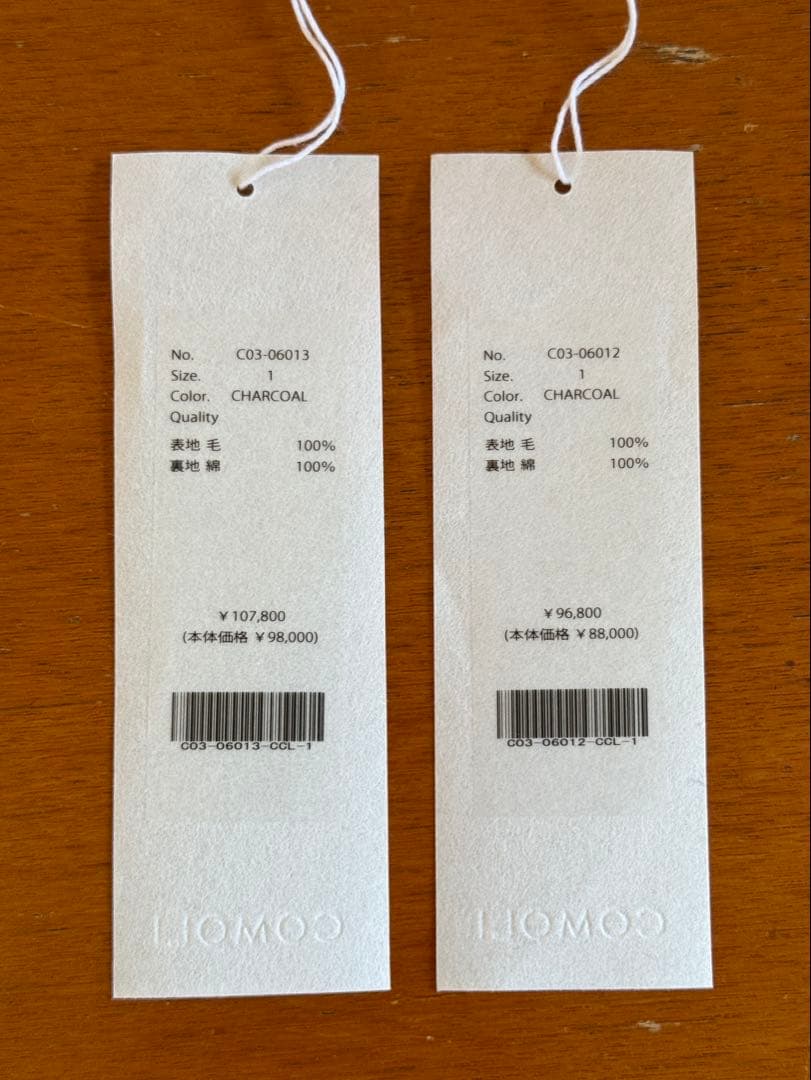 No. C03-06013
Size. 1
Color. CHARCOAL
Quality
表地 毛 100%
裏地 綿 100%
¥107,800
(本体価格 ¥98,000)
C03-06013-CCL-1
COMOLI
No. C03-06012
Size. 1
Color. CHARCOAL
Quality
表地 毛 100%
裏地 綿 100%
¥96,800
(本体価格 ¥88,000)
C03-06012-CCL-1
COMOLI